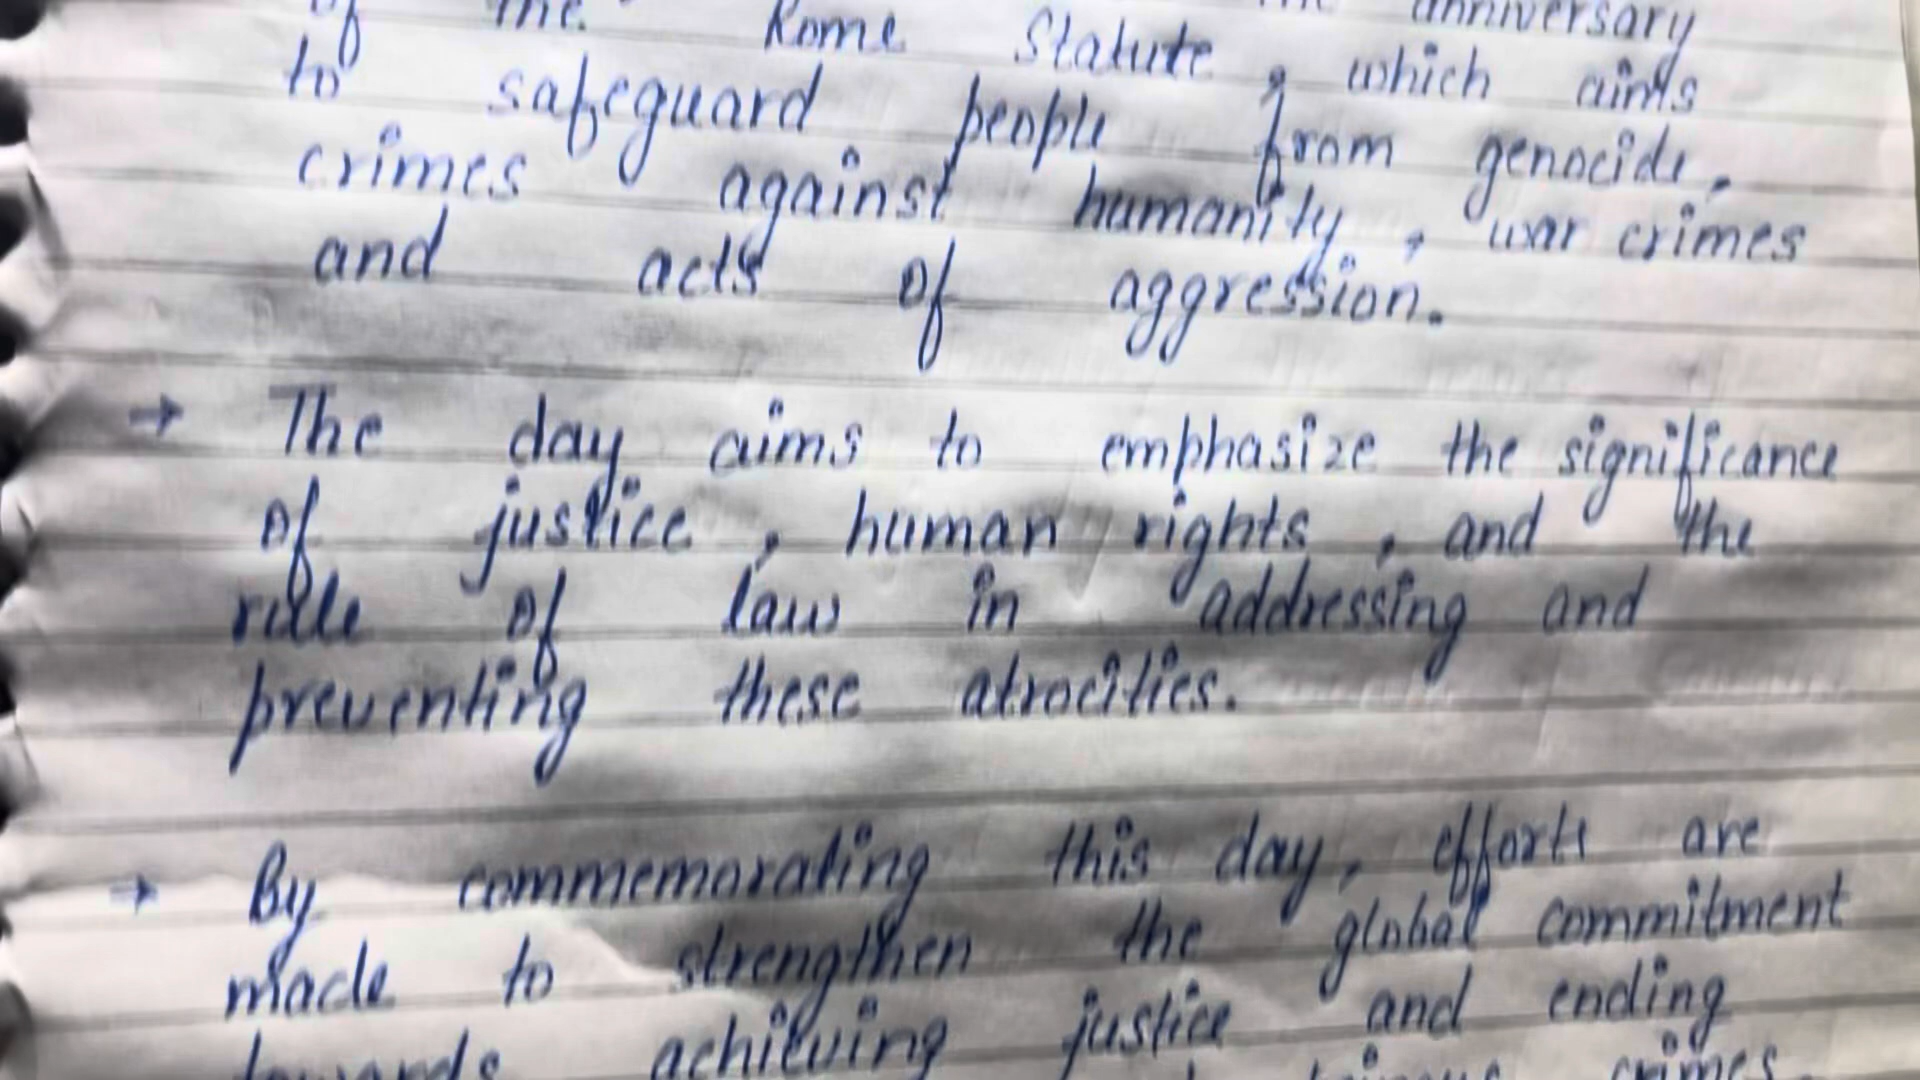 of the Rome Statute, which aims anniversary
to safeguard people from genocide,
crimes against humanity, war crimes
and acts of aggression.
→ The day aims to emphasize the significance
of justice, human rights, and the
rule of law in addressing and
preventing these atrocities.
→ By commemorating this day, efforts are
made to strengthen the global commitment
towards achieving justice and ending
crimes.